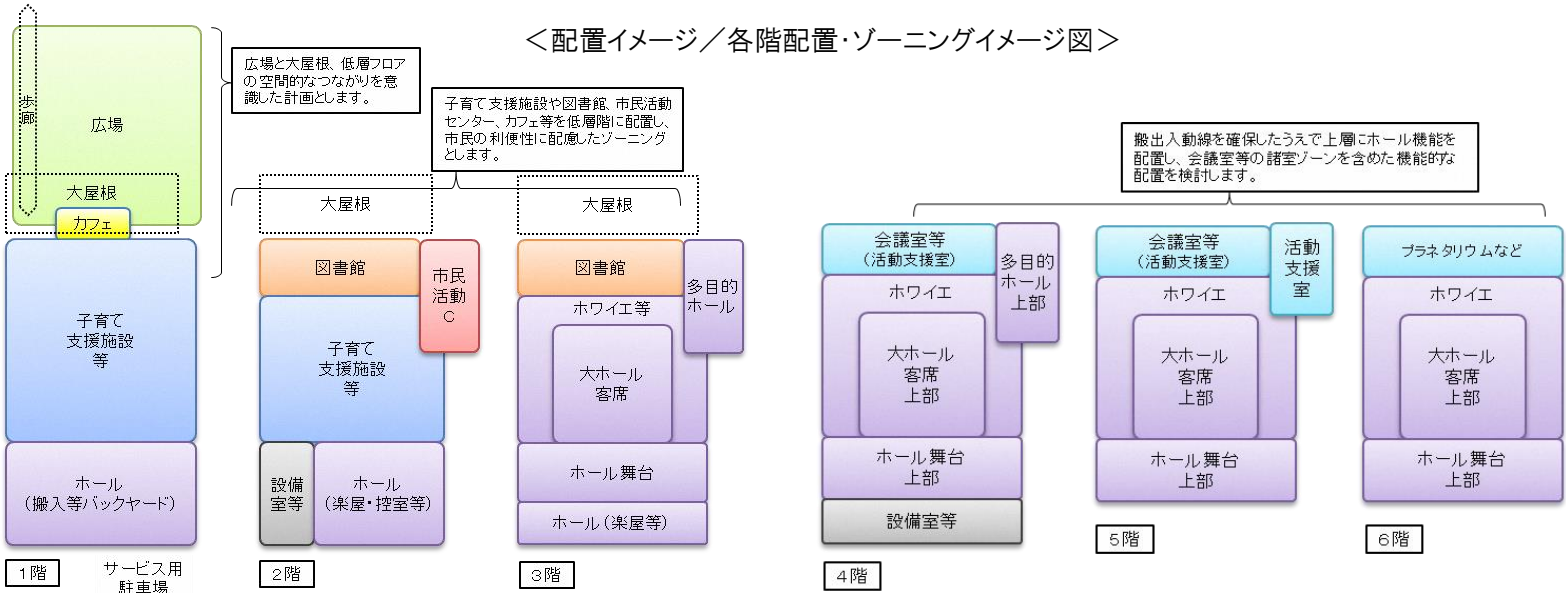 ＜配置イメージ／各階配置・ゾーニングイメージ図＞
広場と大屋根、低層フロア
の空間的なつながりを意
識した計画とします。
子育て支援施設や図書館、市民活動
センター、カフェ等を低層階に配置し、
市民の利便性に配慮したゾーニング
とします。
搬出入動線を確保したうえで上層にホール機能を
配置し、会議室等の諸室ゾーンを含めた機能的な
配置を検討します。
歩廊
広場
大屋根
カフェ
子育て
支援施設
等
ホール
（搬入等バックヤード）
１階
サービス用
駐車場
大屋根
図書館
市民
活動
Ｃ
子育て
支援施設
等
設備
室等
ホール
（楽屋・控室等）
２階
大屋根
図書館
多目的
ホール
ホワイエ等
大ホール
客席
ホール舞台
ホール（楽屋等）
３階
会議室等
（活動支援室）
多目的
ホール
上部
ホワイエ
大ホール
客席
上部
ホール舞台
上部
設備室等
４階
会議室等
（活動支援室）
活動
支援
室
ホワイエ
大ホール
客席
上部
ホール舞台
上部
５階
プラネタリウムなど
ホワイエ
大ホール
客席
上部
ホール舞台
上部
６階